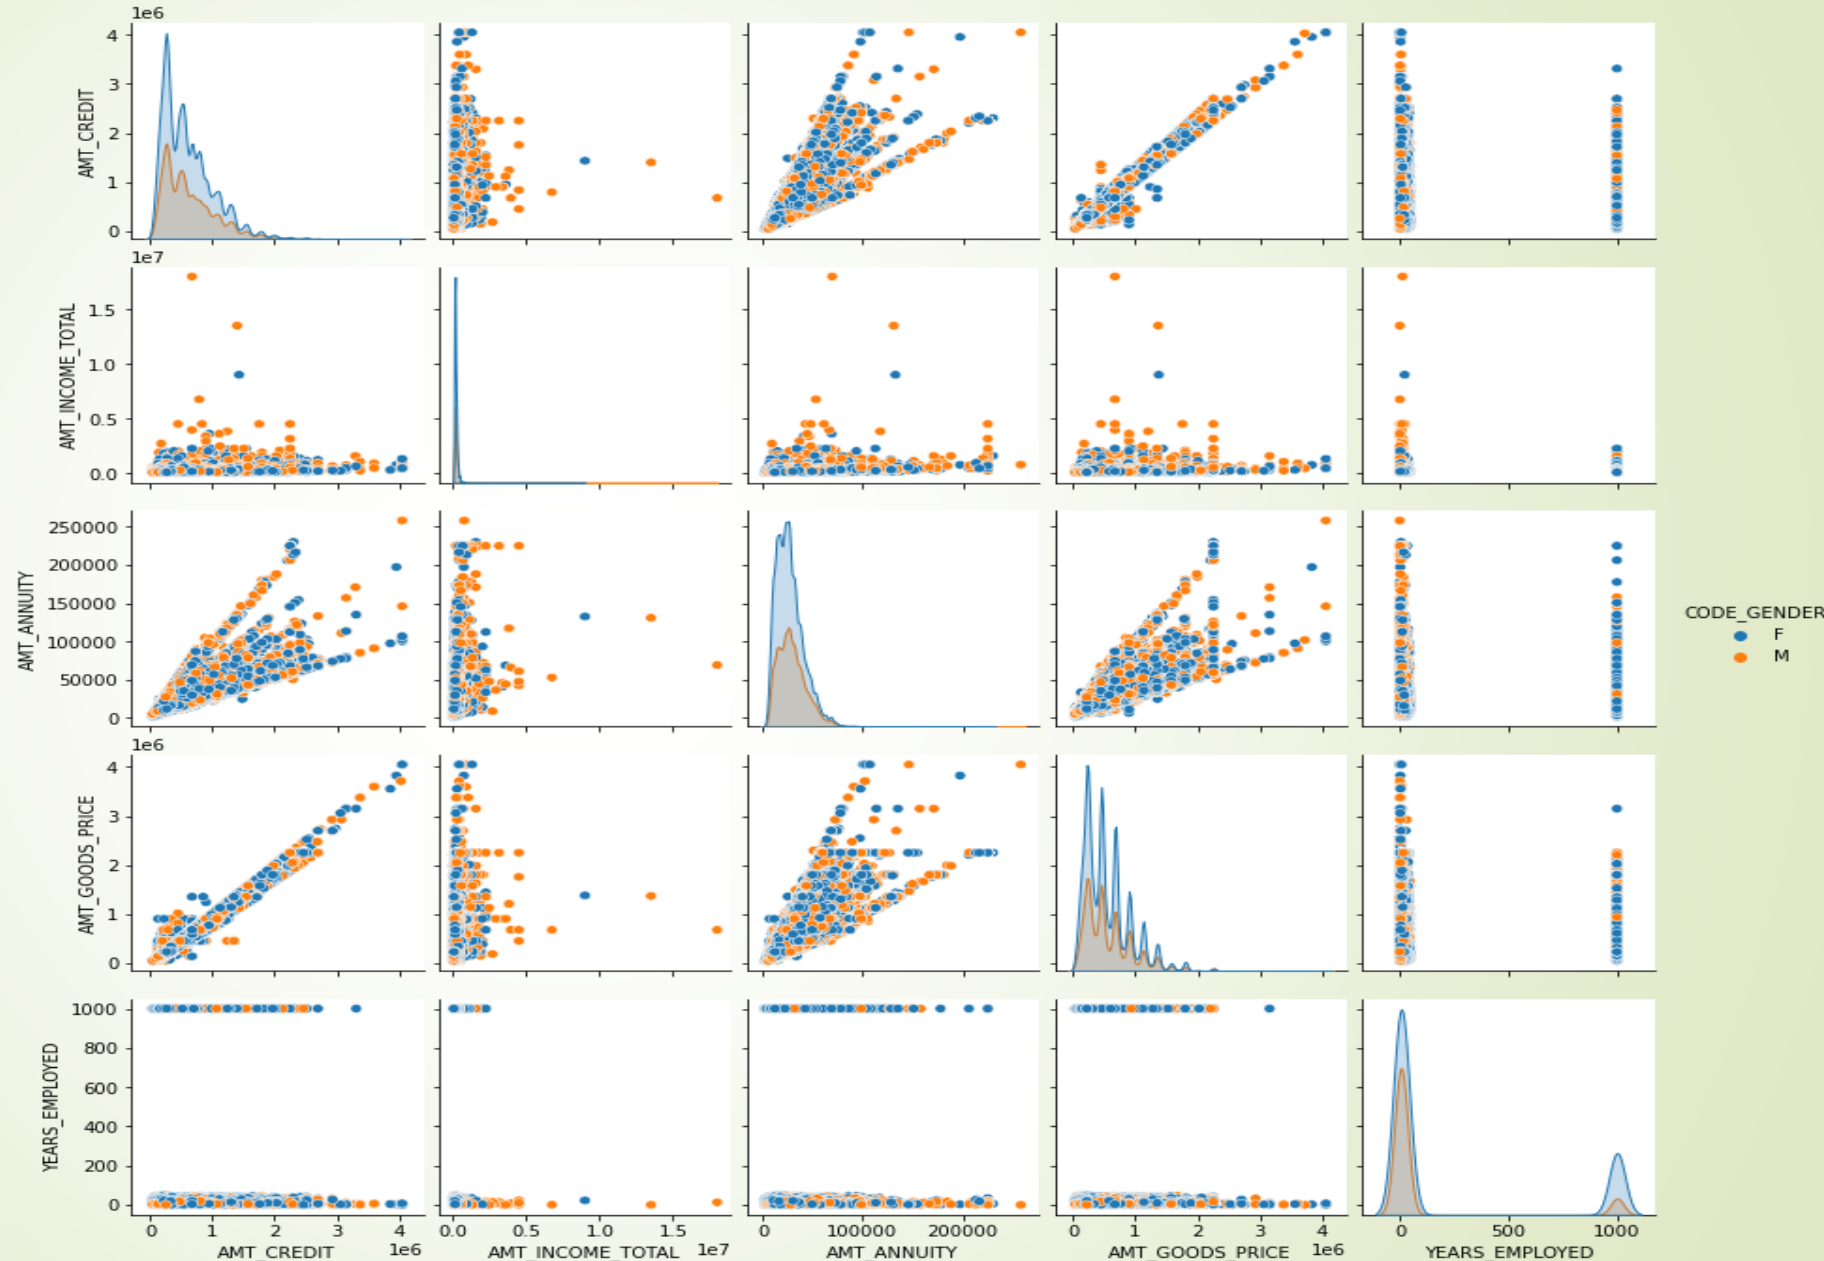 1e6
4
3
2
1
0
AMT_CREDIT
1e7
1.5
1.0
0.5
0.0
AMT_INCOME_TOTAL
250000
200000
150000
100000
50000
0
AMT_ANNUITY
1e6
4
3
2
1
0
AMT_GOODS_PRICE
1000
800
600
400
200
0
YEARS_EMPLOYED
0 1 2 3 4 0.0 0.5 1.0 1.5 0 100000 200000 0 1 2 3 4 0 500 1000
AMT_CREDIT 1e6 AMT_INCOME_TOTAL 1e7 AMT_ANNUITY AMT_GOODS_PRICE 1e6 YEARS_EMPLOYED
CODE_GENDER
F
M